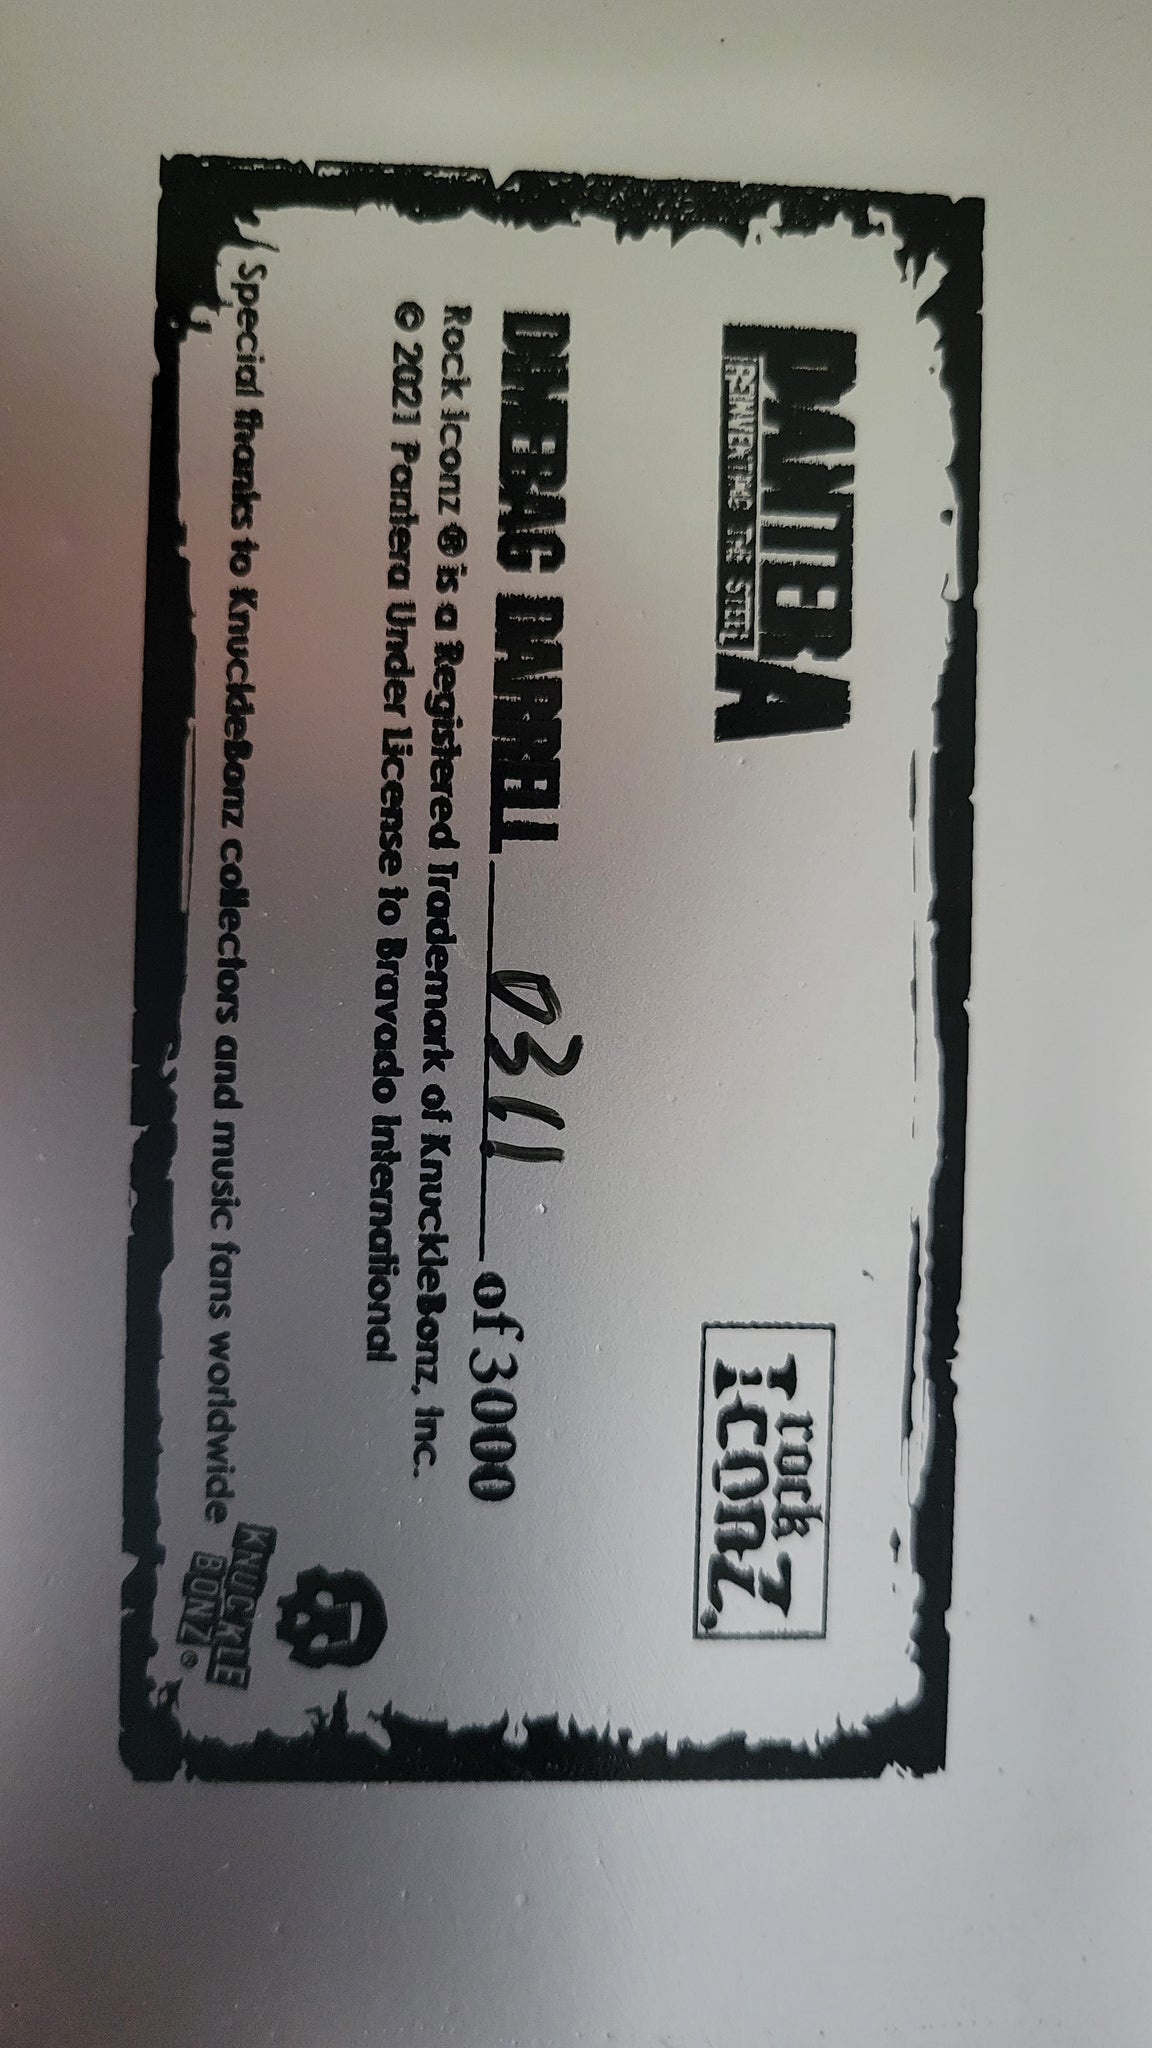 PANTERA
REINVENTING THE STEEL
rock
Iconz
DIMEBAG DARRELL 0311 of 3000
Rock Iconz ® is a Registered Trademark of KnuckleBonz, Inc.
© 2021 Pantera Under License to Bravado International
Special thanks to KnuckleBonz collectors and music fans worldwide
KNUCKLE
BONZ®